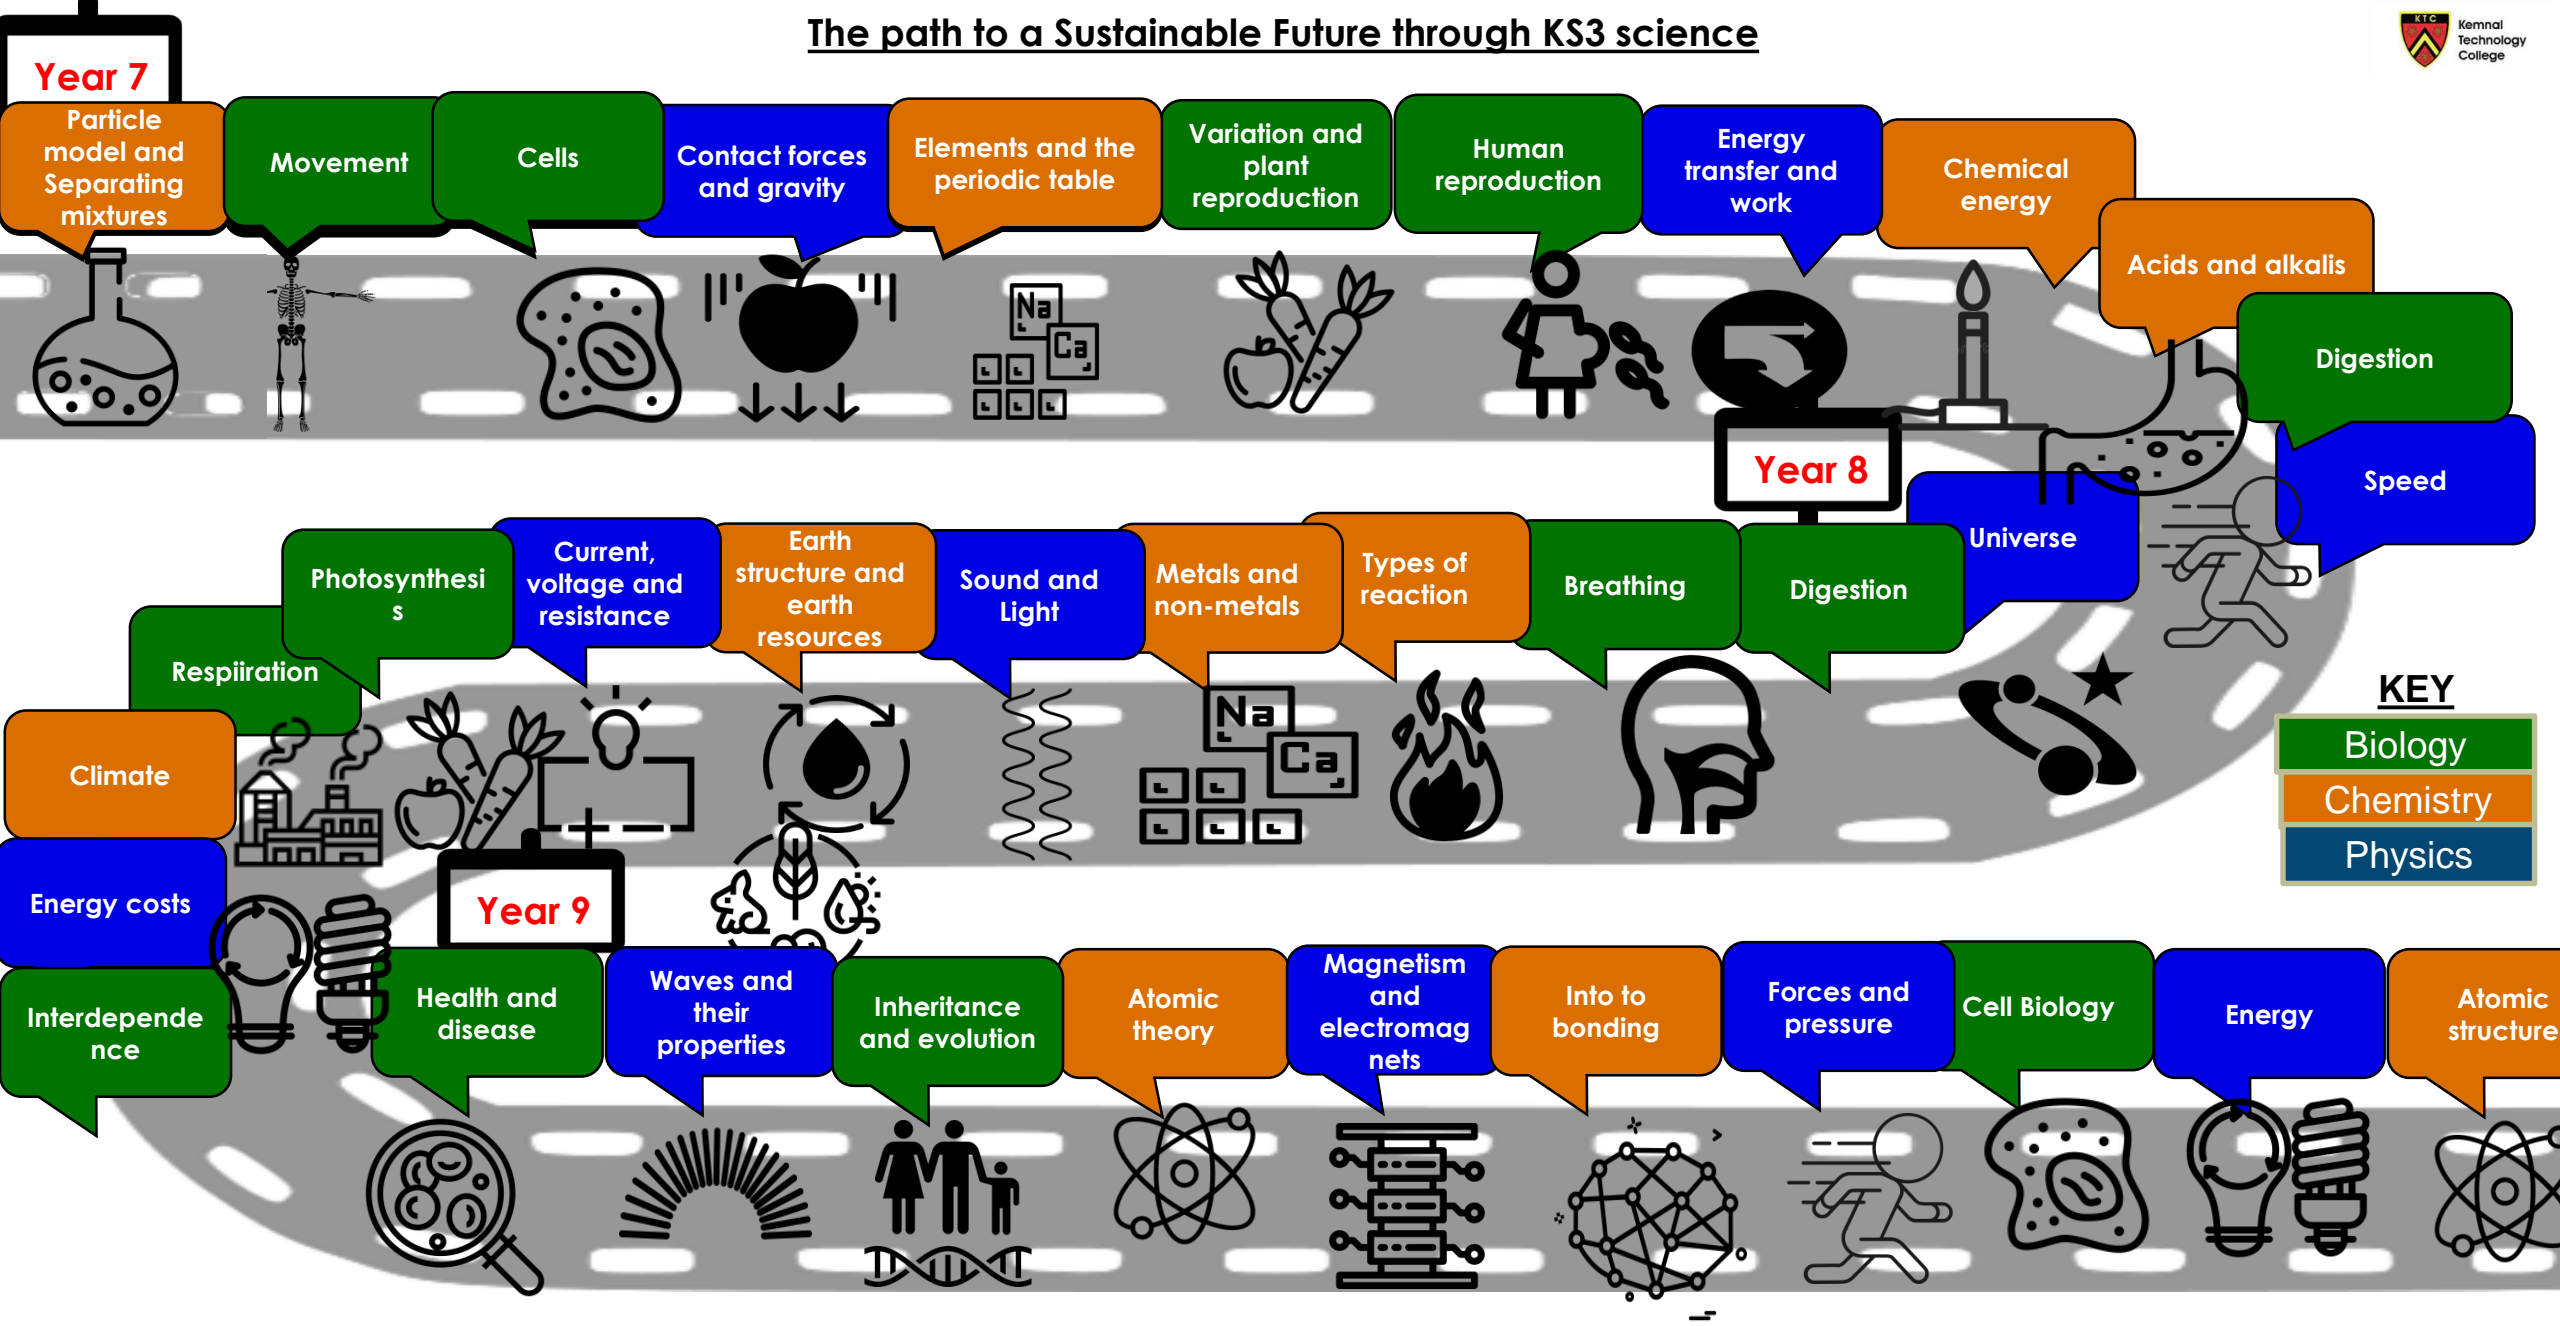 The path to a Sustainable Future through KS3 science
KTC
Kemnal
Technology
College
Year 7
Particle
model and
Separating
mixtures
Movement
Cells
Contact forces
and gravity
Elements and the
periodic table
Variation and
plant
reproduction
Human
reproduction
Energy
transfer and
work
Chemical
energy
Acids and alkalis
Digestion
Speed
Na
Ca
Universe
Year 8
Digestion
Breathing
Types of
reaction
Metals and
non-metals
Sound and
Light
Earth
structure and
earth
resources
Current,
voltage and
resistance
Photosynthesi
s
Respiiration
Climate
Energy costs
Interdepende
nce
Na
Ca
KEY
Biology
Chemistry
Physics
Year 9
Health and
disease
Waves and
their
properties
Inheritance
and evolution
Atomic
theory
Magnetism
and
electromag
nets
Into to
bonding
Forces and
pressure
Cell Biology
Energy
Atomic
structure